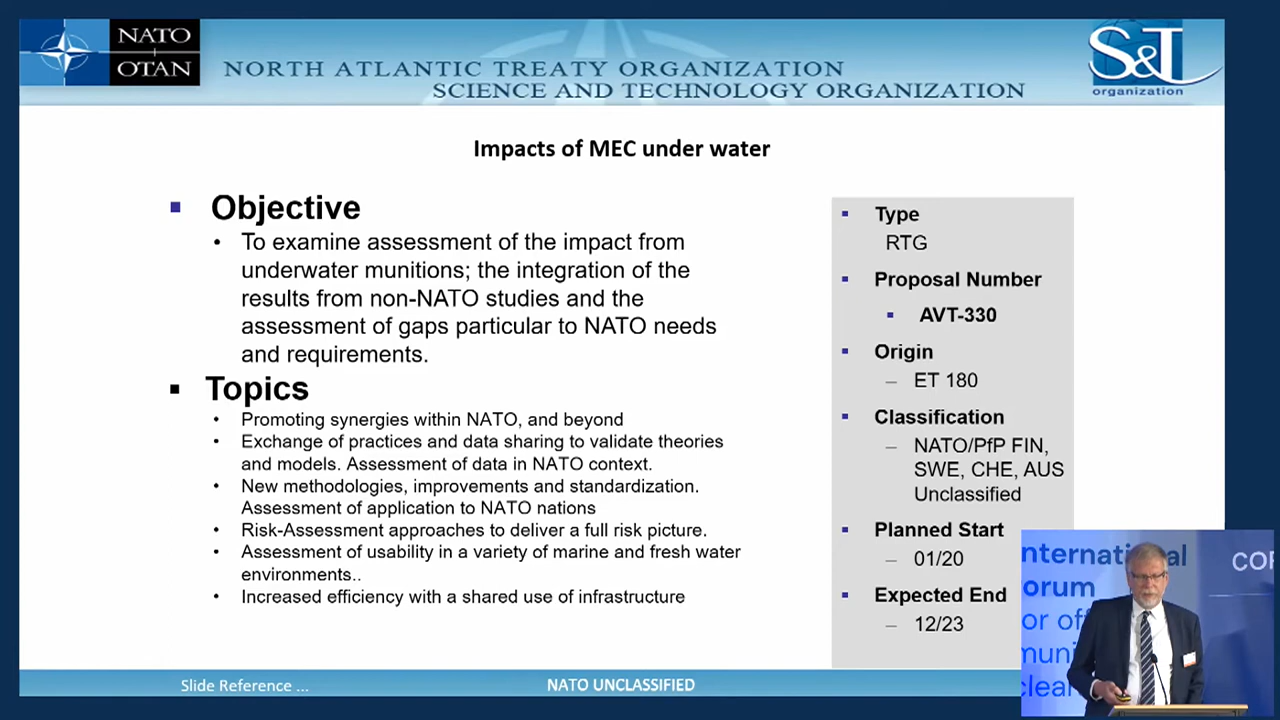 NATO
OTAN
NORTH ATLANTIC TREATY ORGANIZATION
SCIENCE AND TECHNOLOGY ORGANIZATION
S&T
organization
Impacts of MEC under water
Objective
To examine assessment of the impact from
underwater munitions; the integration of the
results from non-NATO studies and the
assessment of gaps particular to NATO needs
and requirements.
Topics
Promoting synergies within NATO, and beyond
Exchange of practices and data sharing to validate theories
and models. Assessment of data in NATO context.
New methodologies, improvements and standardization.
Assessment of application to NATO nations
Risk-Assessment approaches to deliver a full risk picture.
Assessment of usability in a variety of marine and fresh water
environments..
Increased efficiency with a shared use of infrastructure
Type
RTG
Proposal Number
AVT-330
Origin
– ET 180
Classification
– NATO/PfP FIN,
SWE, CHE, AUS
Unclassified
Planned Start
– 01/20
Expected End
– 12/23
nternational
orum
or off
muni
clear
COR
Slide Reference ...
NATO UNCLASSIFIED